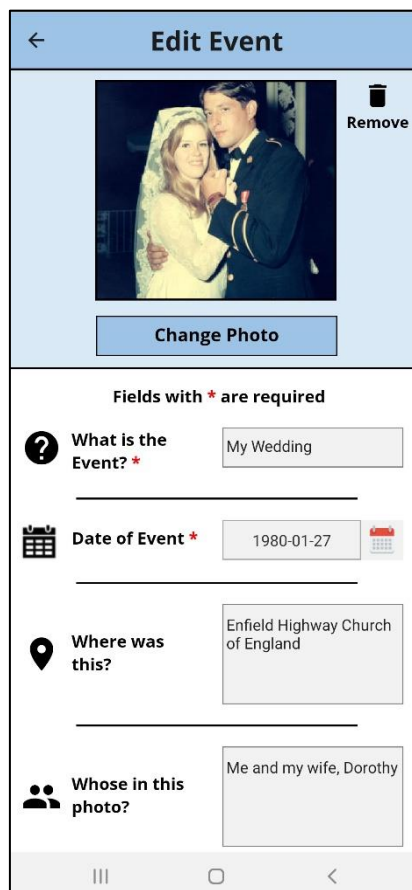 Edit Event
Remove
Change Photo
Fields with * are required
What is the
Event? *
My Wedding
Date of Event *
1980-01-27
Where was
this?
Enfield Highway Church
of England
Whose in this
photo?
Me and my wife, Dorothy